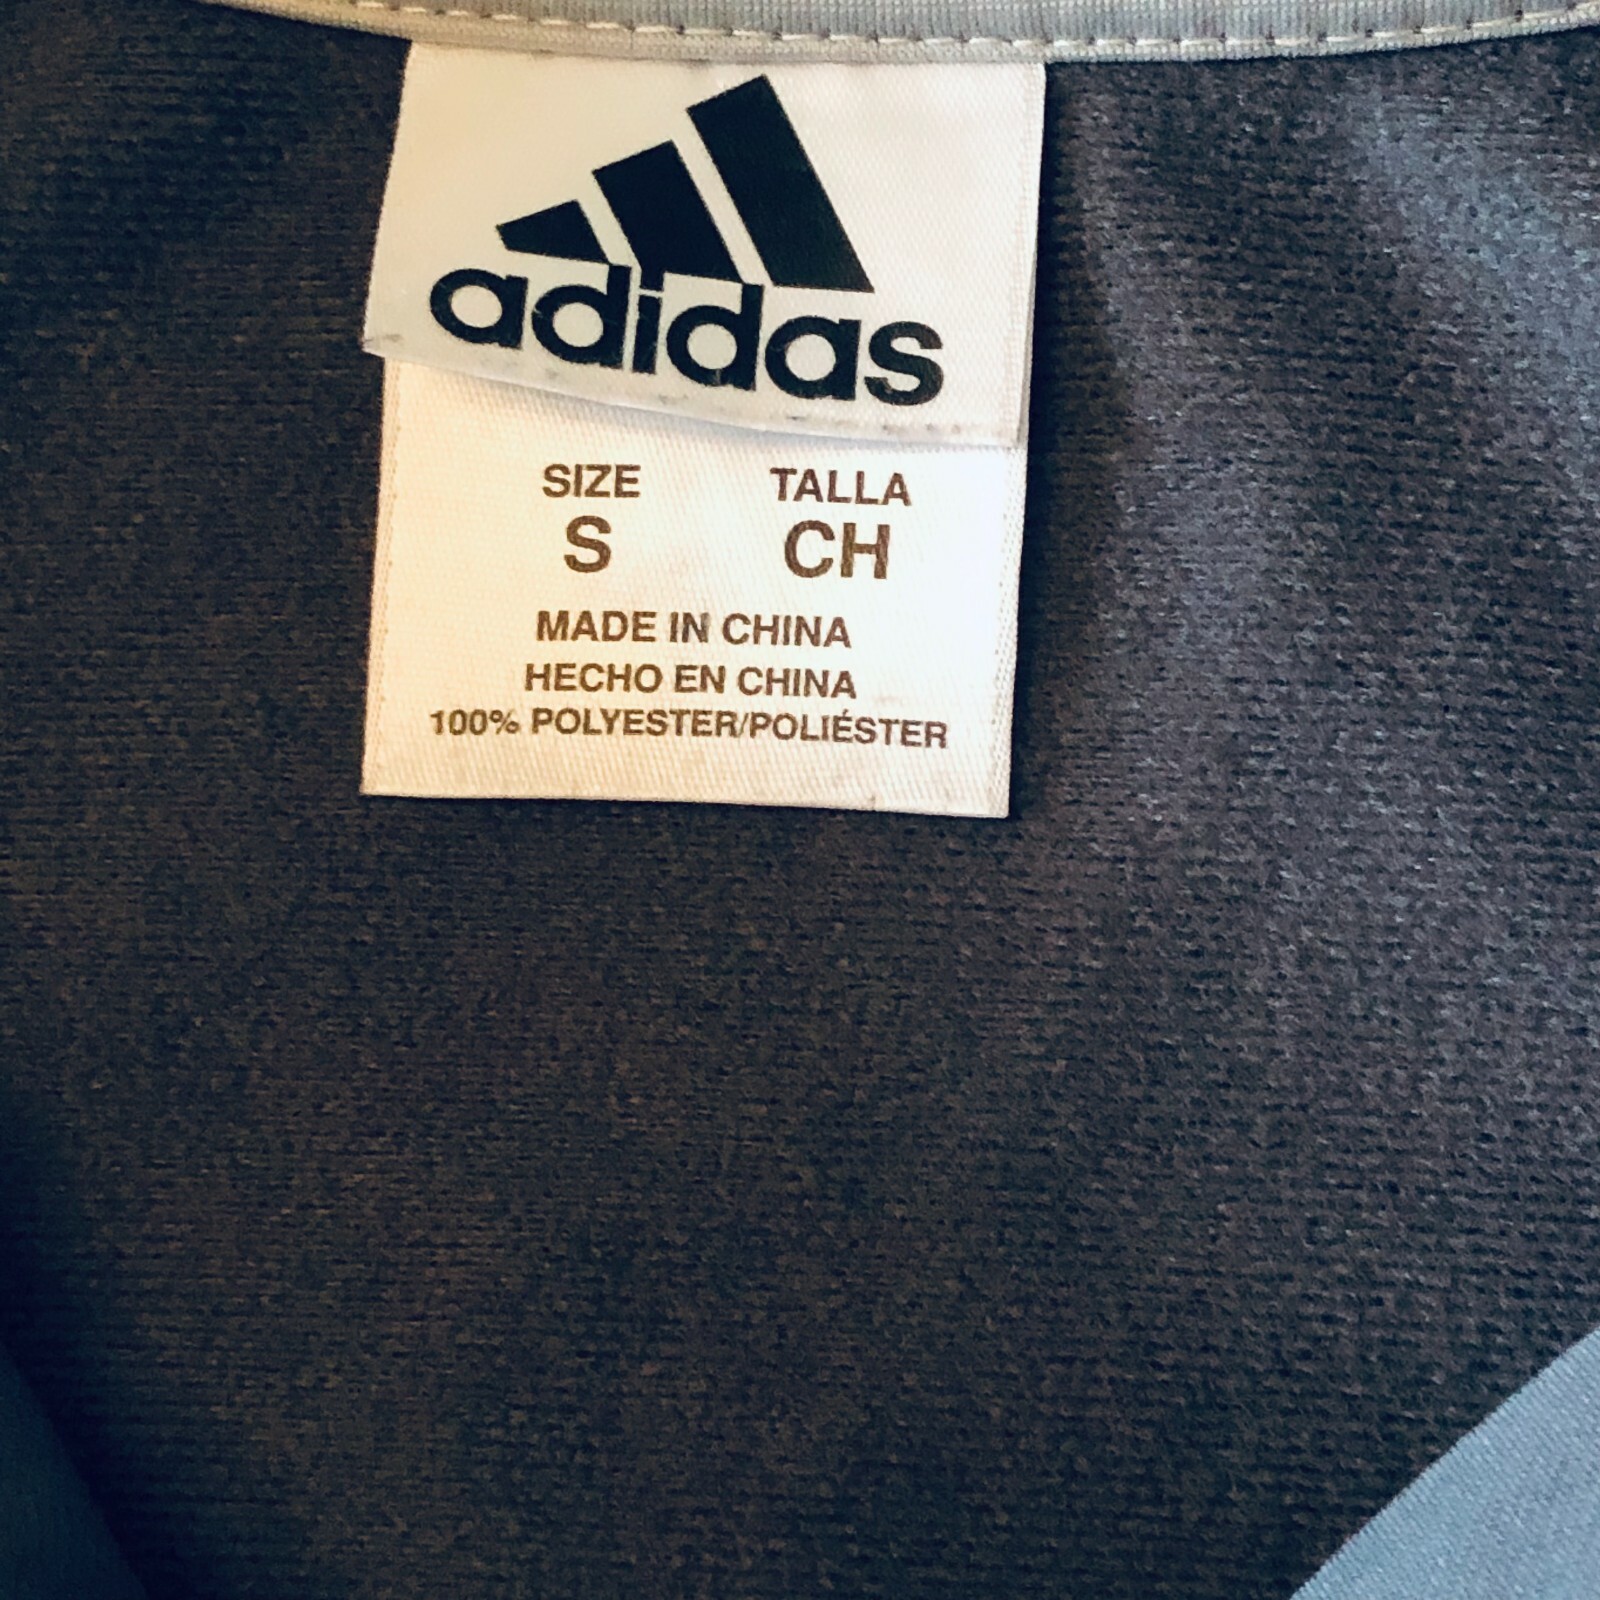 adidas
SIZE TALLA
S CH
MADE IN CHINA
HECHO EN CHINA
100% POLYESTER/POLIÉSTER